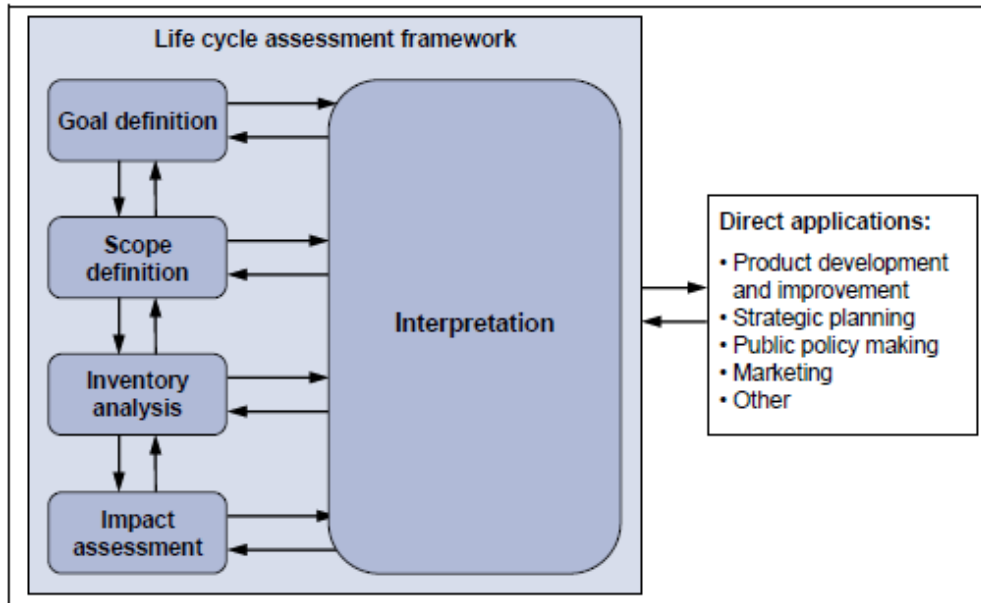 Life cycle assessment framework
Goal definition
Scope
definition
Inventory
analysis
Impact
assessment
Interpretation
Direct applications:
• Product development
and improvement
• Strategic planning
• Public policy making
• Marketing
• Other